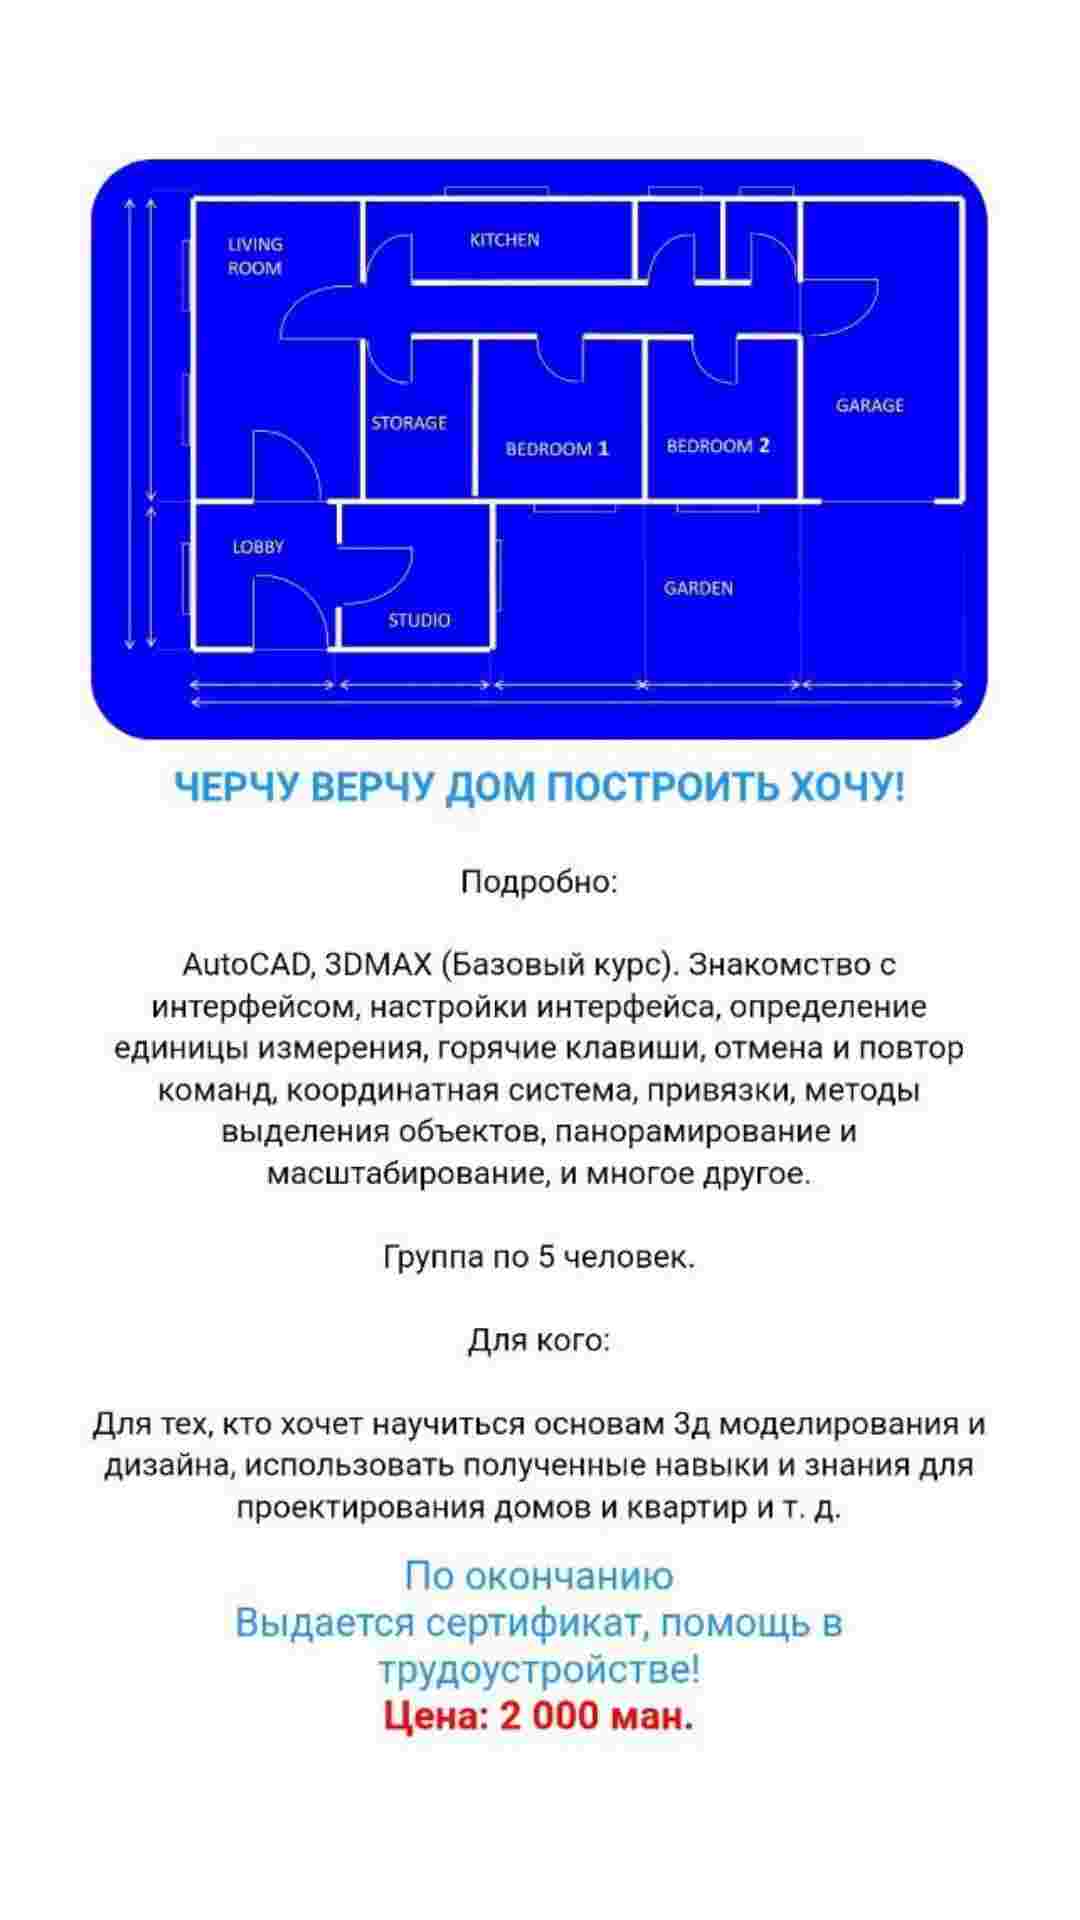 LIVING
ROOM
KITCHEN
STORAGE
BEDROOM 1
BEDROOM 2
GARAGE
LOBBY
STUDIO
GARDEN
ЧЕРЧУ ВЕРЧУ ДОМ ПОСТРОИТЬ ХОЧУ!
Подробно:
AutoCAD, 3DMAX (Базовый курс). Знакомство с
интерфейсом, настройки интерфейса, определение
единицы измерения, горячие клавиши, отмена и повтор
команд, координатная система, привязки, методы
выделения объектов, панорамирование и
масштабирование, и многое другое.
Группа по 5 человек.
Для кого:
Для тех, кто хочет научиться основам 3д моделирования и
дизайна, использовать полученные навыки и знания для
проектирования домов и квартир и т. д.
По окончанию
Выдается сертификат, помощь в
трудоустройстве!
Цена: 2 000 ман.